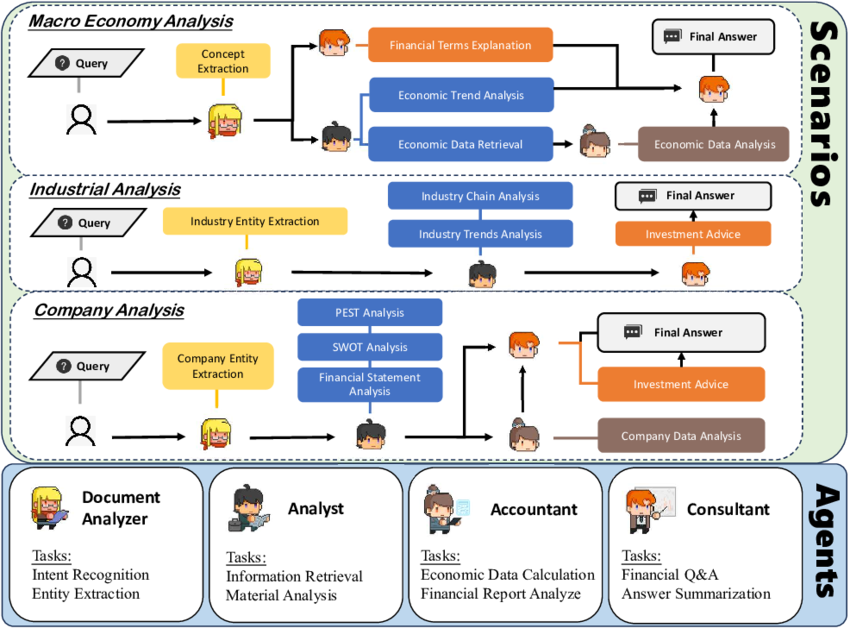 Macro Economy Analysis
Query
Concept
Extraction
Financial Terms Explanation
Economic Trend Analysis
Economic Data Retrieval
Economic Data Analysis
Final Answer
Industrial Analysis
Query
Industry Entity Extraction
Industry Chain Analysis
Industry Trends Analysis
Final Answer
Investment Advice
Company Analysis
Query
Company Entity
Extraction
PEST Analysis
SWOT Analysis
Financial Statement
Analysis
Final Answer
Investment Advice
Company Data Analysis
Scenarios
Document
Analyzer
Tasks:
Intent Recognition
Entity Extraction
Analyst
Tasks:
Information Retrieval
Material Analysis
Accountant
Tasks:
Economic Data Calculation
Financial Report Analyze
Consultant
Tasks:
Financial Q&A
Answer Summarization
Agents